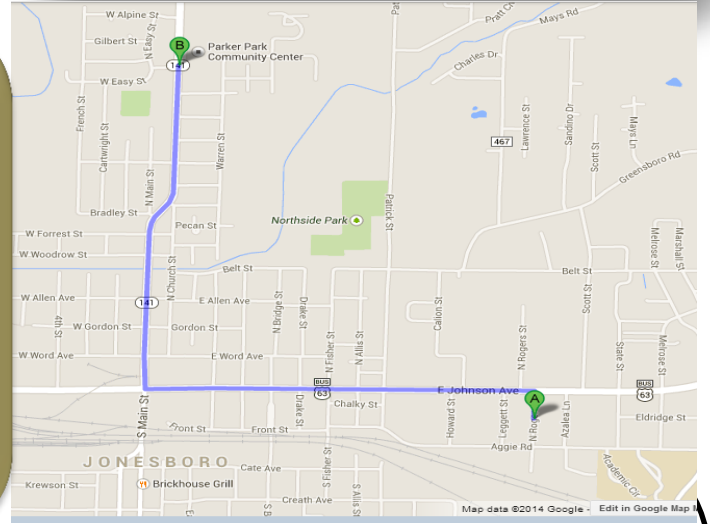 W Alpine St
Gilbert St
N Easy St
B
Parker Park
Community Center
141
W Easy St
French St
Cartwright St
N Main St
Warren St
Bradley St
Pecan St
W Forrest St
W Woodrow St
N Church St
Belt St
141
W Allen Ave
E Allen Ave
4th St
W Gordon St
Gordon St
W Word Ave
E Word Ave
N Bridge St
Drake St
N Fisher St
N Allis St
Northside Park
Patrick St
Pat
Pratt Cr
Mays Rd
Charles Dr
467
Lawrence St
Sandino Dr
Scott St
Mays Ln
Greensboro Rd
Melrose St
Marshall St
Belt St
Scott St
Calion St
N Rogers St
State St
Melrose St
BUS
63
E Johnson Ave
A
BUS
63
Drake St
Chalky St
Howard St
Leggett St
N Rog
Azalea Ln
Eldridge St
S Main St
Front St
Front St
Aggie Rd
JONESBORO
Cate Ave
S Fisher St
S Allis St
Academic Cir
Krewson St
Brickhouse Grill
Creath Ave
Map data ©2014 Google -
Edit in Google Map M